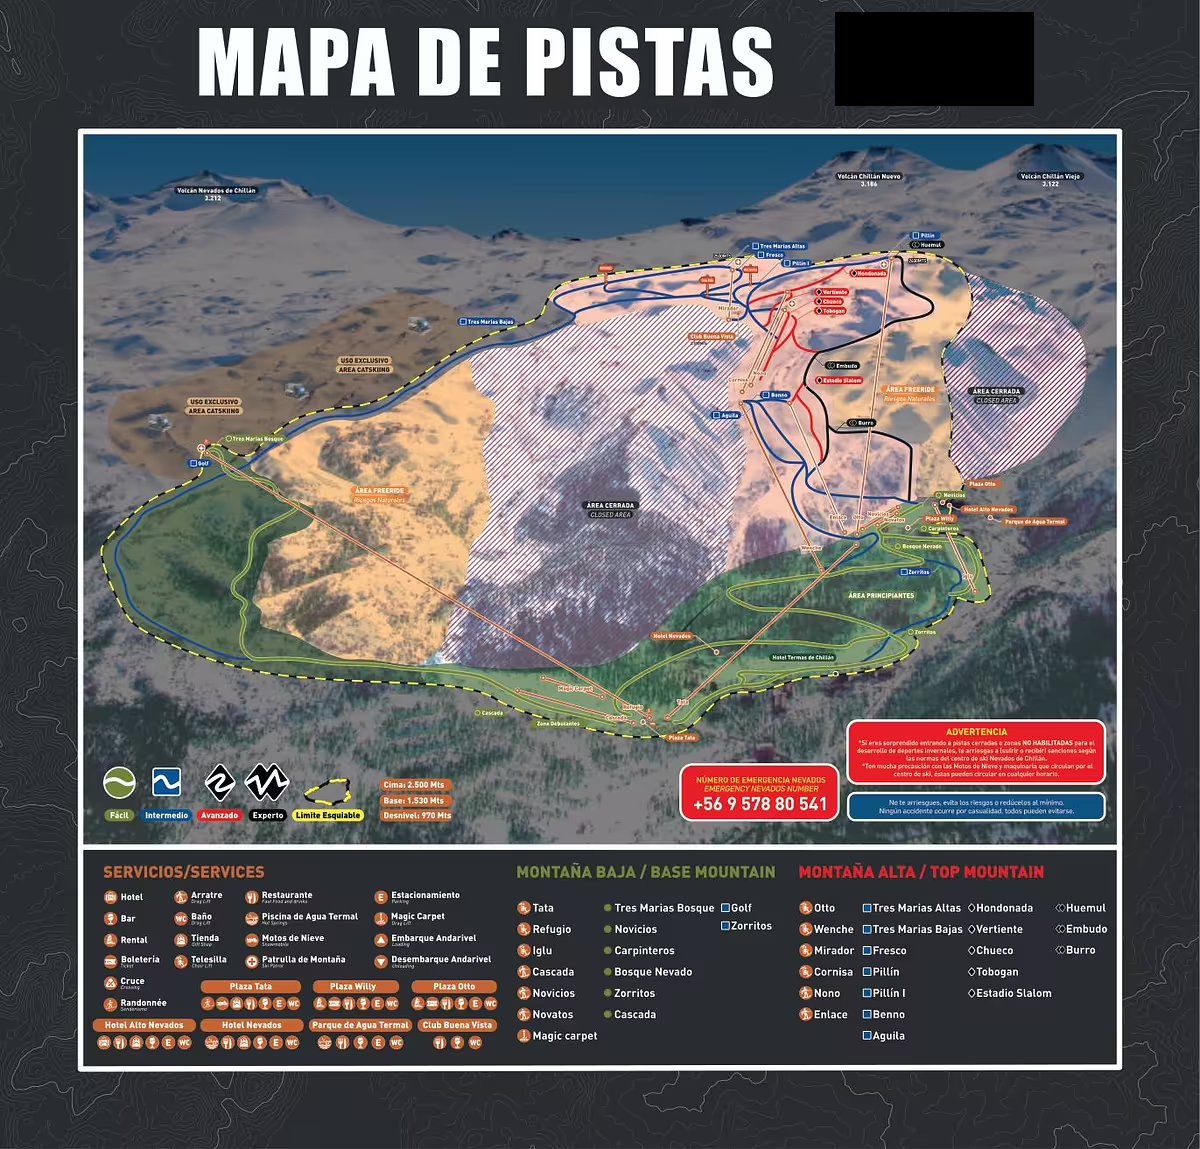 MAPA DE PISTAS
Volcán Nevados de Chillán
3.212
Volcán Chillán Nuevo
3.186
Volcán Chillán Viejo
3.122
Pillín
Huemul
Tres Marias Altas
Fresco
Pillín I
Hondonada
Vertiente
Chueco
Tobogan
Mirador
Club Buena Vista
Tres Marias Bajas
USO EXCLUSIVO
AREA CATSKIING
USO EXCLUSIVO
AREA CATSKIING
Embudo
Nono
Cornisa
Estadio Slalom
Benno
Aguila
Burro
ÁREA FREERIDE
Riesgos Naturales
ÁREA CERRADA
CLOSED AREA
Tres Marias Bosque
Golf
ÁREA FREERIDE
Riesgos Naturales
ÁREA CERRADA
CLOSED AREA
Plaza Otto
Novicios
Hotel Alto Nevados
Plaza Willy
Parque de Agua Termal
Carpinteros
Enlace
Otto
Novicios
Novatos
Wenche
Bosque Nevado
Zorritos
ÁREA PRINCIPIANTES
Zorritos
Hotel Nevados
Hotel Termas de Chillán
Magic Carpet
Refugio
Cascada
Tata
Cascada
Zona Debutantes
Plaza Tata
ADVERTENCIA
*Si eres sorprendido entrando a pistas cerradas o zonas NO HABILITADAS para el
desarrollo de deportes invernales, te arriesgas a (sufrir o recibir) sanciones según
las normas del centro de ski Nevados de Chillán.
*Ten mucha precaución con las Motos de Nieve y maquinaria que circulan por el
centro de ski, éstas pueden circular en cualquier horario.
NÚMERO DE EMERGENCIA NEVADOS
EMERGENCY NEVADOS NUMBER
+56 9 578 80 541
No te arriesgues, evita los riesgos o redúcelos al mínimo.
Ningún accidente ocurre por casualidad, todos pueden evitarse.
Fácil
Intermedio
Avanzado
Experto
Límite Esquiable
Cima: 2.500 Mts
Base: 1.530 Mts
Desnivel: 970 Mts
SERVICIOS/SERVICES
Hotel
Bar
Rental
Boletería
Ticket
Cruce
Crossing
Randonnée
Senderismo
Arratre
Drag Lift
Baño
Drag Lift
Tienda
Gift Shop
Telesilla
Chair Lift
Restaurante
Fast Food and drinks
Piscina de Agua Termal
Hot Springs
Motos de Nieve
Snowmobile
Patrulla de Montaña
Ski Patrol
Estacionamiento
Parking
Magic Carpet
Drag Lift
Embarque Andarivel
Loading
Desembarque Andarivel
Unloading
Plaza Tata
E WC
Plaza Willy
E WC
Plaza Otto
E WC
Hotel Alto Nevados
E WC
Hotel Nevados
E WC
Parque de Agua Termal
E WC
Club Buena Vista
WC
MONTAÑA BAJA / BASE MOUNTAIN
Tata
Refugio
Iglu
Cascada
Novicios
Novatos
Magic carpet
Tres Marias Bosque
Novicios
Carpinteros
Bosque Nevado
Zorritos
Cascada
Golf
Zorritos
MONTAÑA ALTA / TOP MOUNTAIN
Otto
Wenche
Mirador
Cornisa
Nono
Enlace
Tres Marias Altas
Tres Marias Bajas
Fresco
Pillín
Pillín I
Benno
Aguila
Hondonada
Vertiente
Chueco
Tobogan
Estadio Slalom
Huemul
Embudo
Burro